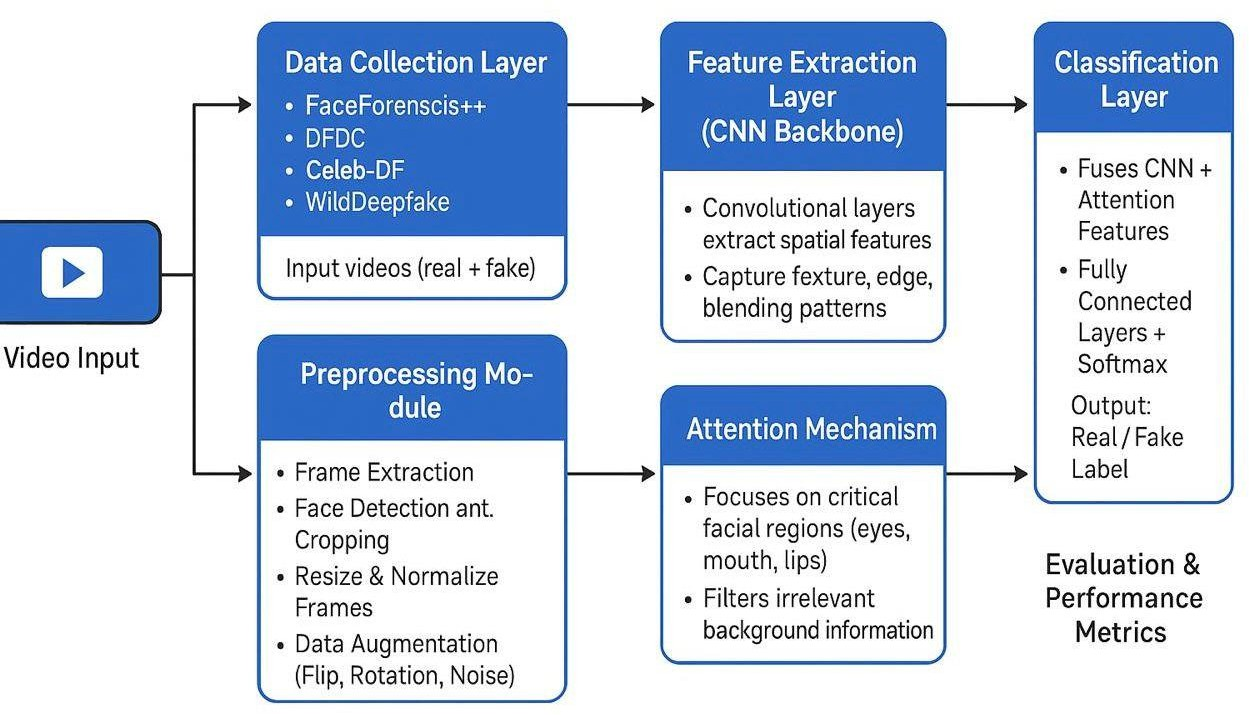 Video Input
Data Collection Layer
• FaceForenscis++
• DFDC
• Celeb-DF
• WildDeepfake
Input videos (real + fake)
Preprocessing Mo-
dule
• Frame Extraction
• Face Detection ant.
Cropping
• Resize & Normalize
Frames
• Data Augmentation
(Flip, Rotation, Noise)
Feature Extraction
Layer
(CNN Backbone)
• Convolutional layers
extract spatial features
• Capture fexture, edge,
blending patterns
Attention Mechanism
• Focuses on critical
facial regions (eyes,
mouth, lips)
• Filters irrelevant
background information
Classification
Layer
• Fuses CNN +
Attention
Features
• Fully
Connected
Layers +
Softmax
Output:
Real / Fake
Label
Evaluation &
Performance
Metrics